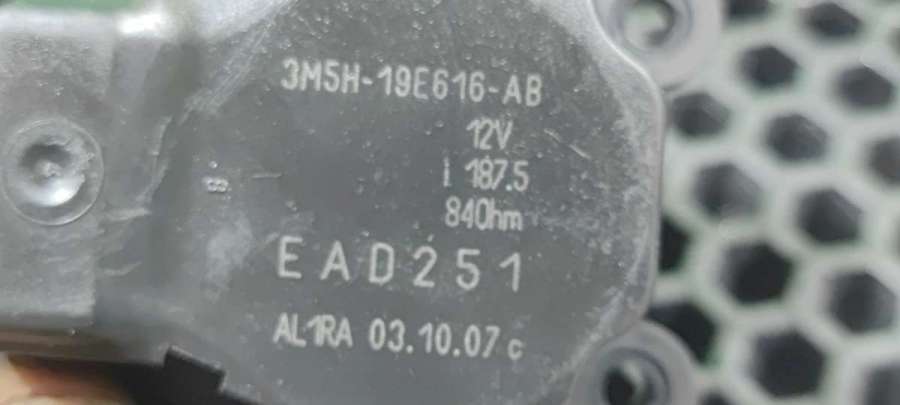 3M5H-19E616-AB
12V
i 187.5
84Ohm
EAD251
AL1RA 03.10.07 c